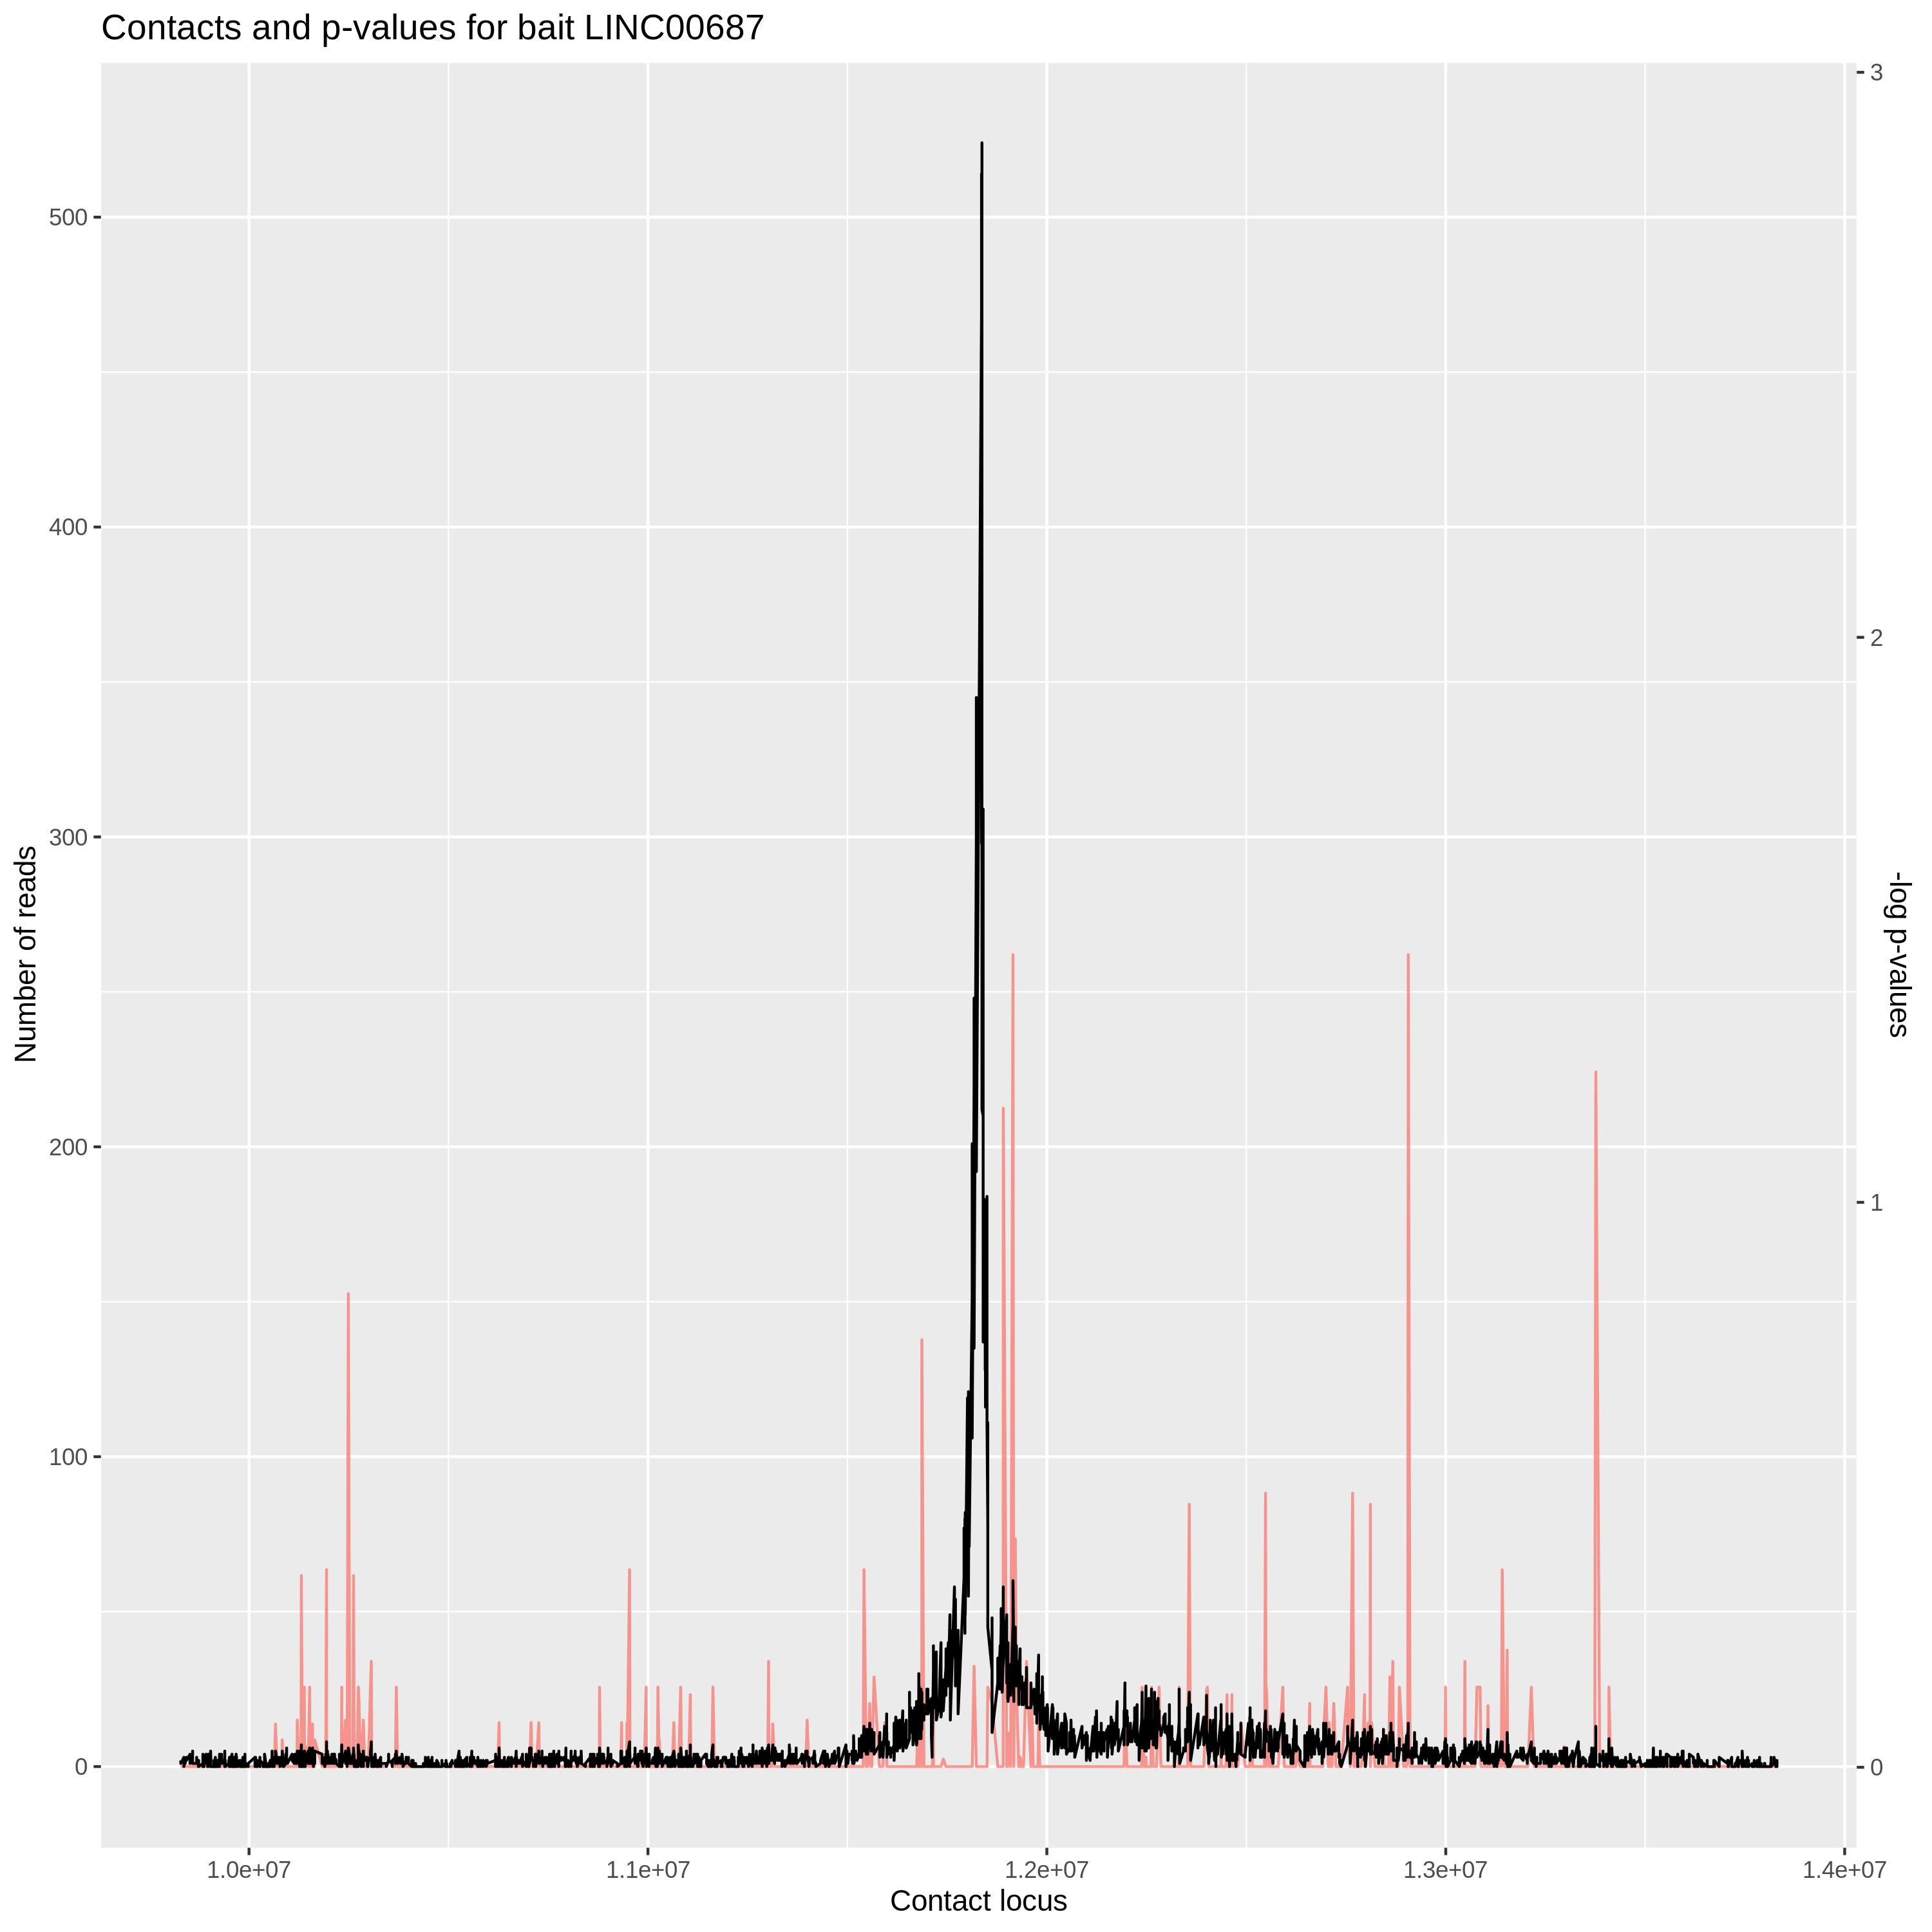 Contacts and p-values for bait LINC00687
Number of reads
500
400
300
200
100
0
3
2
1
0
-log p-values
1.0e+07
1.1e+07
1.2e+07
1.3e+07
1.4e+07
Contact locus